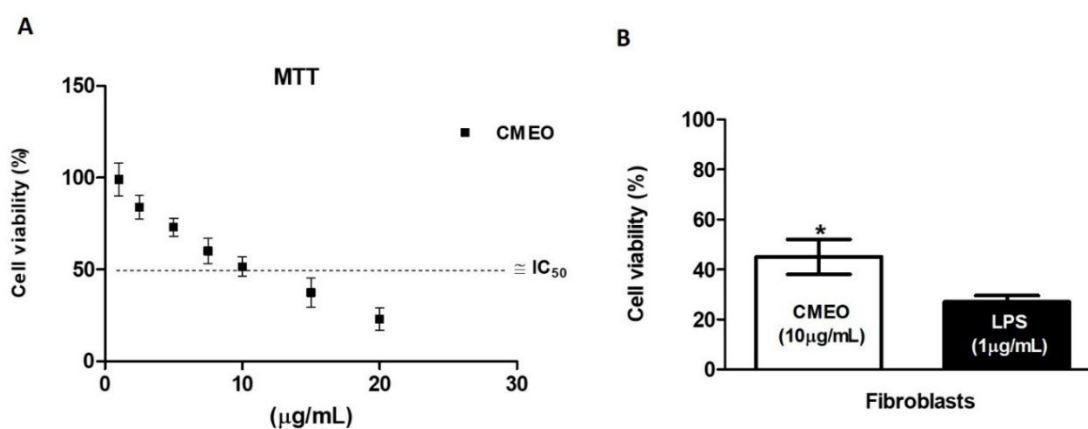 A
MTT
150
100
50
0
Cell viability (%)
CMEO
≅ IC50
0
10
20
30
(μg/mL)
B
100
80
60
40
20
0
Cell viability (%)
*
CMEO
(10μg/mL)
LPS
(1μg/mL)
Fibroblasts